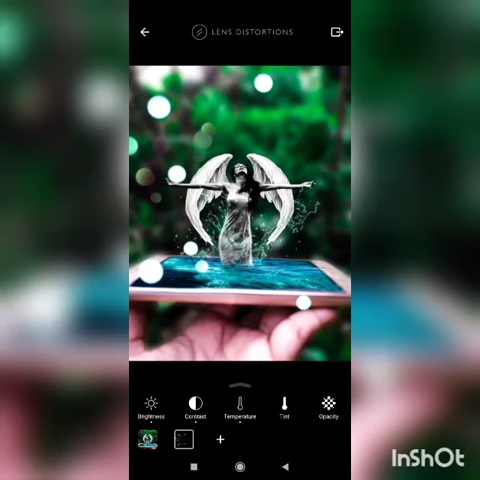 LENS DISTORTIONS
Brightness Contrast Temperature Tint Opacity
InShOt